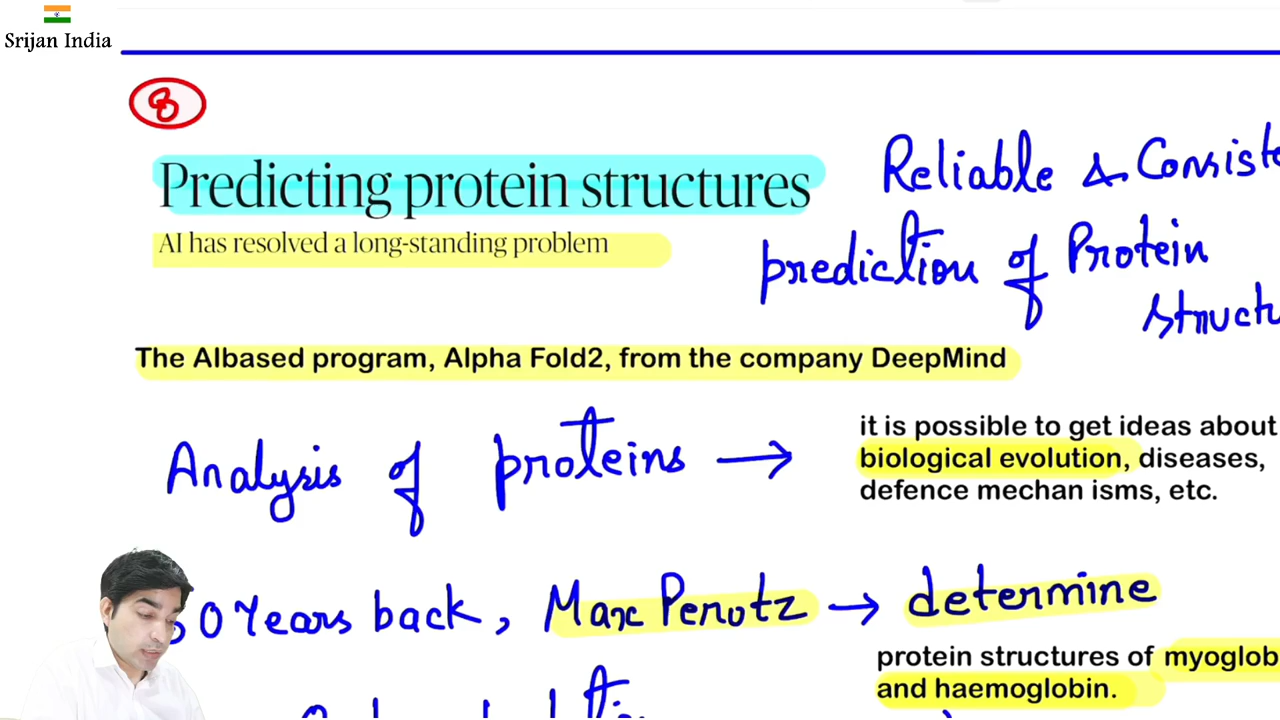 Srijan India
8
Predicting protein structures
AI has resolved a long-standing problem
Reliable & Consiste
prediction of Protein
structu
The AIbased program, Alpha Fold2, from the company DeepMind
Analysis of proteins →
it is possible to get ideas about
biological evolution, diseases,
defence mechan isms, etc.
0 Years back, Max Perutz → determine
protein structures of myoglob
and haemoglobin.